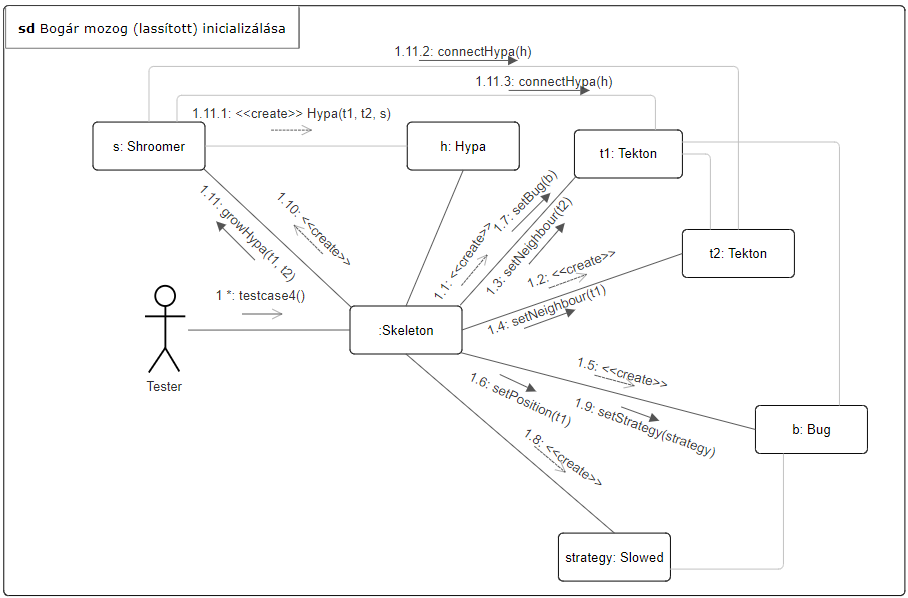 sd Bogár mozog (lassított) inicializálása
1.11.2: connectHypa(h)
1.11.3: connectHypa(h)
1.11.1: <<create>> Hypa(t1, t2, s)
s: Shroomer
h: Hypa
t1: Tekton
1.11: growHypa(t1, t2)
1.10: <<create>>
1.1: <<create>>
1.7: setBug(b)
1.3: setNeighbour(t2)
1.2: <<create>>
t2: Tekton
1.4: setNeighbour(t1)
1 *: testcase4()
:Skeleton
Tester
1.5: <<create>>
1.6: setPosition(t1)
1.9: setStrategy(strategy)
b: Bug
1.8: <<create>>
strategy: Slowed